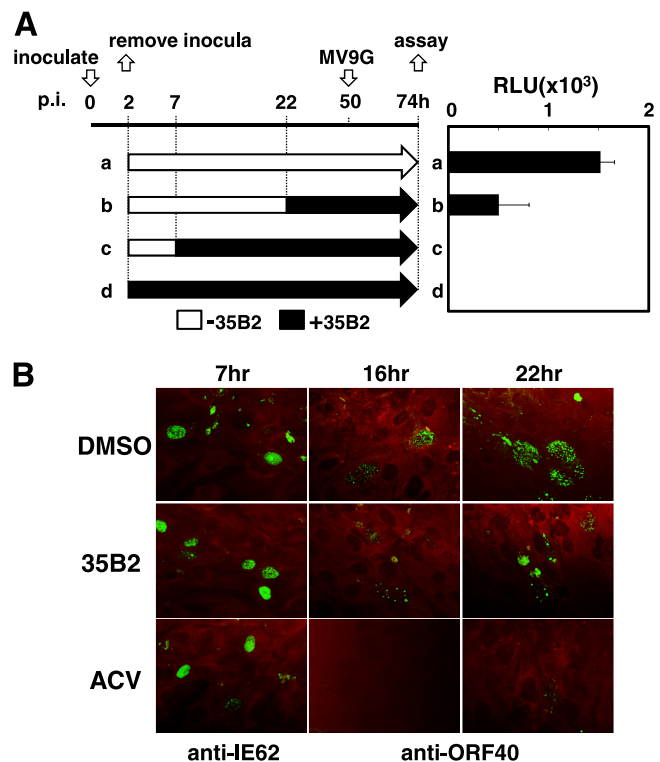 A
remove inocula
assay
inoculate
MV9G
RLU(x10³)
p.i. 0 2 7 22 50 74h
0 1 2
a a
b b
c c
d d
-35B2 +35B2
B
7hr 16hr 22hr
DMSO
35B2
ACV
anti-IE62 anti-ORF40